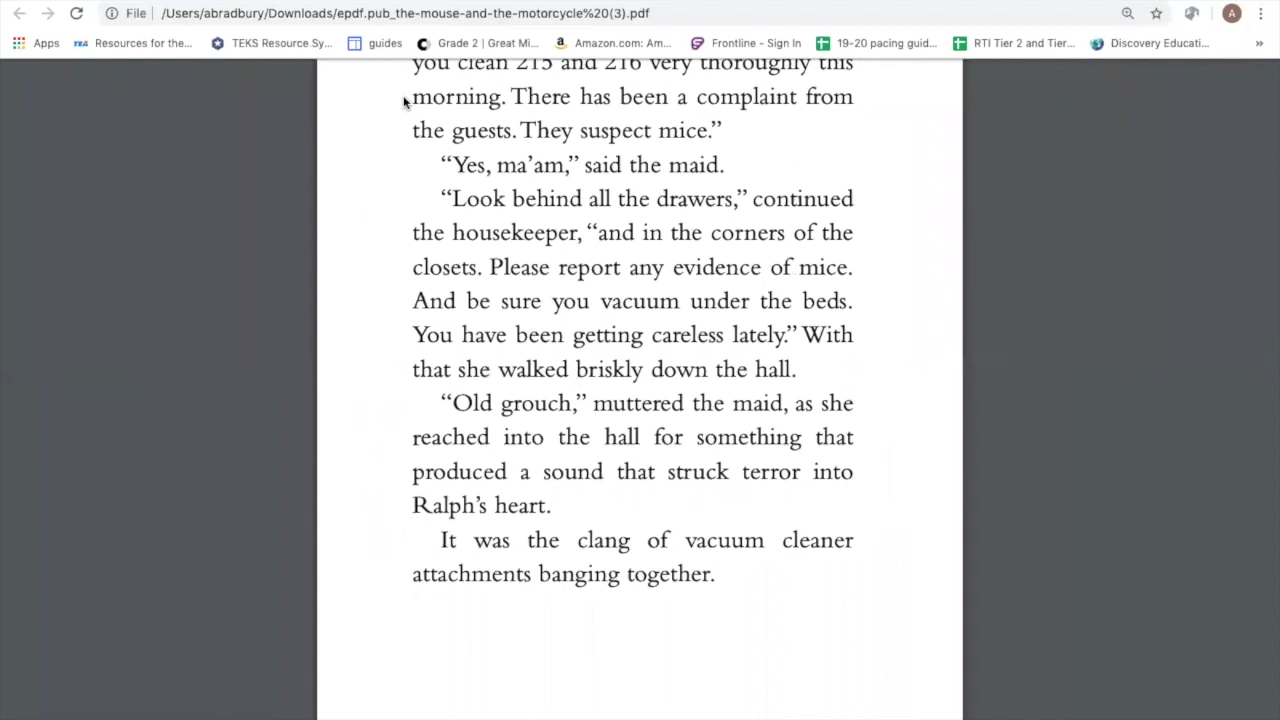 File
/Users/abradbury/Downloads/epdf.pub_the-mouse-and-the-motorcycle%20(3).pdf
A
Apps
TEA Resources for the...
TEKS Resource Sy...
guides
Grade 2 | Great Mi...
Amazon.com: Am...
Frontline - Sign In
19-20 pacing guid...
RTI Tier 2 and Tier...
Discovery Educati...
»
you clean 215 and 216 very thoroughly this
morning. There has been a complaint from
the guests. They suspect mice.”
“Yes, ma’am,” said the maid.
“Look behind all the drawers,” continued
the housekeeper, “and in the corners of the
closets. Please report any evidence of mice.
And be sure you vacuum under the beds.
You have been getting careless lately.” With
that she walked briskly down the hall.
“Old grouch,” muttered the maid, as she
reached into the hall for something that
produced a sound that struck terror into
Ralph’s heart.
It was the clang of vacuum cleaner
attachments banging together.